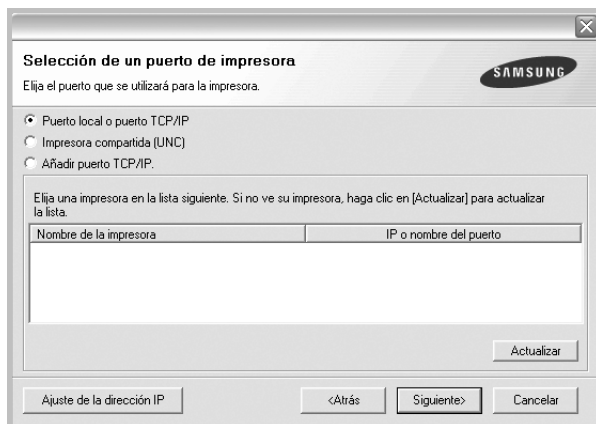 Selección de un puerto de impresora
Elija el puerto que se utilizará para la impresora.
SAMSUNG
Puerto local o puerto TCP/IP
Impresora compartida (UNC)
Añadir puerto TCP/IP.
Elija una impresora en la lista siguiente. Si no ve su impresora, haga clic en [Actualizar] para actualizar
la lista.
Nombre de la impresora IP o nombre del puerto
Actualizar
Ajuste de la dirección IP <Atrás Siguiente> Cancelar